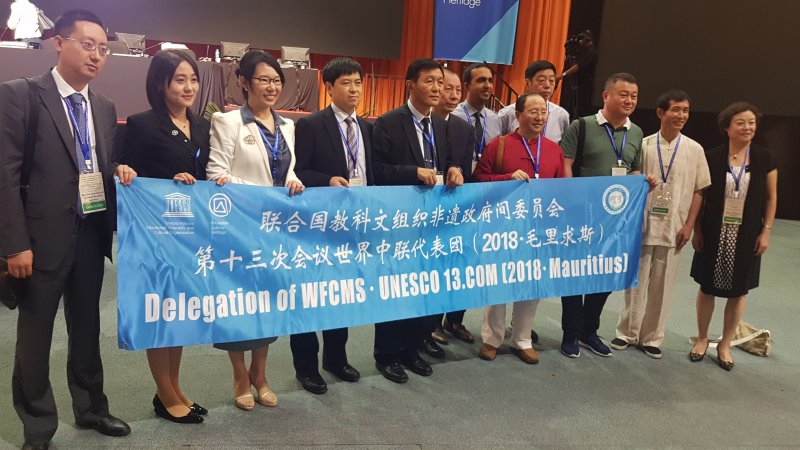 Heritage
UNESCO
联合国教科文组织非遗政府间委员会
第十三次会议世界中联代表团（2018·毛里求斯）
Delegation of WFCMS · UNESCO 13.COM (2018 · Mauritius)